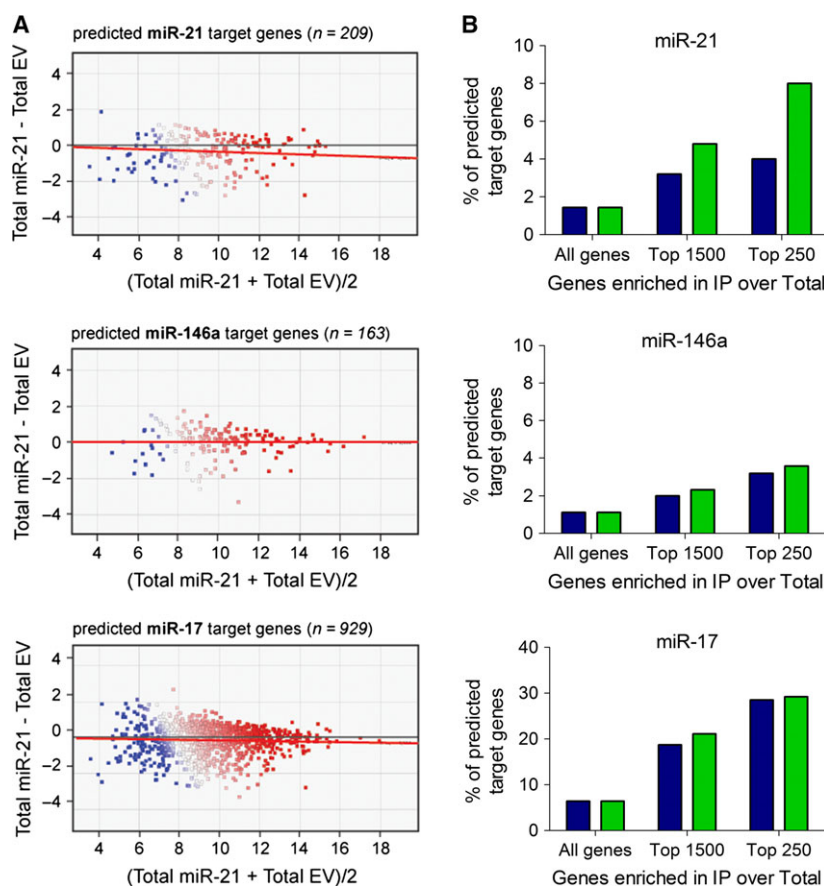 A
predicted miR-21 target genes (n = 209)
Total miR-21 - Total EV
4
2
0
−2
−4
4 6 8 10 12 14 16 18
(Total miR-21 + Total EV)/2
predicted miR-146a target genes (n = 163)
Total miR-21 - Total EV
4
2
0
−2
−4
4 6 8 10 12 14 16 18
(Total miR-21 + Total EV)/2
predicted miR-17 target genes (n = 929)
Total miR-21 - Total EV
4
2
0
−2
−4
4 6 8 10 12 14 16 18
(Total miR-21 + Total EV)/2
B
miR-21
% of predicted
target genes
10
8
6
4
2
0
All genes Top 1500 Top 250
Genes enriched in IP over Total
miR-146a
% of predicted
target genes
10
8
6
4
2
0
All genes Top 1500 Top 250
Genes enriched in IP over Total
miR-17
% of predicted
target genes
40
30
20
10
0
All genes Top 1500 Top 250
Genes enriched in IP over Total